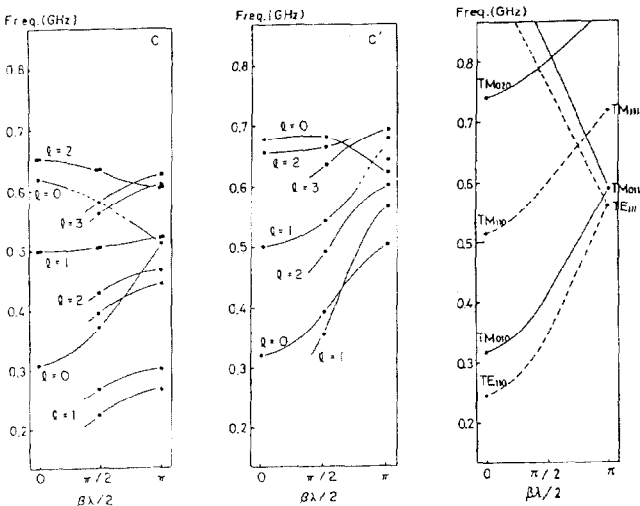 Freq.(GHz)
C
0.8
0.7
0.6
0.5
0.4
0.3
0.2
ℓ = 2
ℓ = 0
ℓ = 3
ℓ = 1
ℓ = 2
ℓ = 0
ℓ = 1
0
π/2
π
βλ/2
Freq.(GHz)
C'
0.8
0.7
0.6
0.5
0.4
0.3
0.2
ℓ = 0
ℓ = 2
ℓ = 3
ℓ = 1
ℓ = 2
ℓ = 0
ℓ = 1
0
π/2
π
βλ/2
Freq.(GHz)
0.8
0.7
0.6
0.5
0.4
0.3
0.2
TM020
TM111
TM011
TE111
TM110
TM010
TE110
0
π/2
π
βλ/2